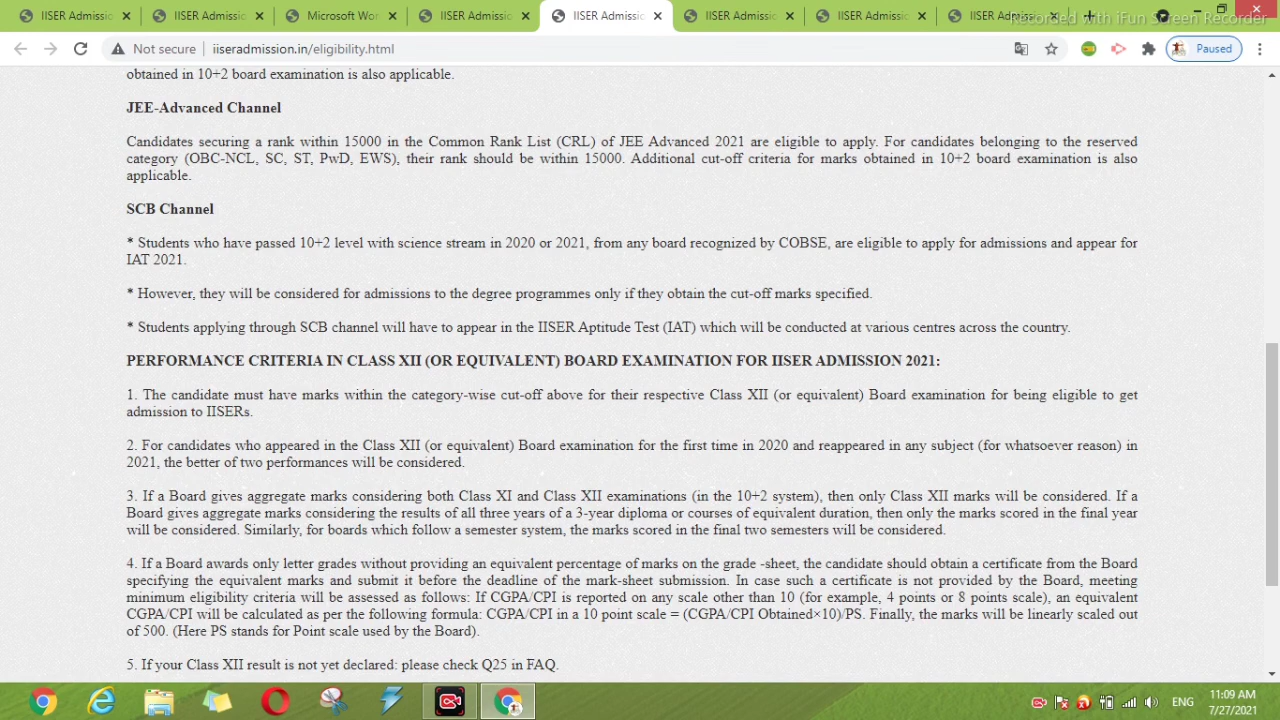 IISER Admissio × IISER Admissio × Microsoft Wor × IISER Admissio × IISER Admissio × IISER Admissio × IISER Admissio × IISER Admissio ×
Recorded with iFun Screen Recorder
Not secure | iiseradmission.in/eligibility.html Paused
obtained in 10+2 board examination is also applicable.
JEE-Advanced Channel
Candidates securing a rank within 15000 in the Common Rank List (CRL) of JEE Advanced 2021 are eligible to apply. For candidates belonging to the reserved
category (OBC-NCL, SC, ST, PwD, EWS), their rank should be within 15000. Additional cut-off criteria for marks obtained in 10+2 board examination is also
applicable.
SCB Channel
* Students who have passed 10+2 level with science stream in 2020 or 2021, from any board recognized by COBSE, are eligible to apply for admissions and appear for
IAT 2021.
* However, they will be considered for admissions to the degree programmes only if they obtain the cut-off marks specified.
* Students applying through SCB channel will have to appear in the IISER Aptitude Test (IAT) which will be conducted at various centres across the country.
PERFORMANCE CRITERIA IN CLASS XII (OR EQUIVALENT) BOARD EXAMINATION FOR IISER ADMISSION 2021:
1. The candidate must have marks within the category-wise cut-off above for their respective Class XII (or equivalent) Board examination for being eligible to get
admission to IISERs.
2. For candidates who appeared in the Class XII (or equivalent) Board examination for the first time in 2020 and reappeared in any subject (for whatsoever reason) in
2021, the better of two performances will be considered.
3. If a Board gives aggregate marks considering both Class XI and Class XII examinations (in the 10+2 system), then only Class XII marks will be considered. If a
Board gives aggregate marks considering the results of all three years of a 3-year diploma or courses of equivalent duration, then only the marks scored in the final year
will be considered. Similarly, for boards which follow a semester system, the marks scored in the final two semesters will be considered.
4. If a Board awards only letter grades without providing an equivalent percentage of marks on the grade -sheet, the candidate should obtain a certificate from the Board
specifying the equivalent marks and submit it before the deadline of the mark-sheet submission. In case such a certificate is not provided by the Board, meeting
minimum eligibility criteria will be assessed as follows: If CGPA/CPI is reported on any scale other than 10 (for example, 4 points or 8 points scale), an equivalent
CGPA/CPI will be calculated as per the following formula: CGPA/CPI in a 10 point scale = (CGPA/CPI Obtained×10)/PS. Finally, the marks will be linearly scaled out
of 500. (Here PS stands for Point scale used by the Board).
5. If your Class XII result is not yet declared: please check Q25 in FAQ.
ENG
11:09 AM
7/27/2021